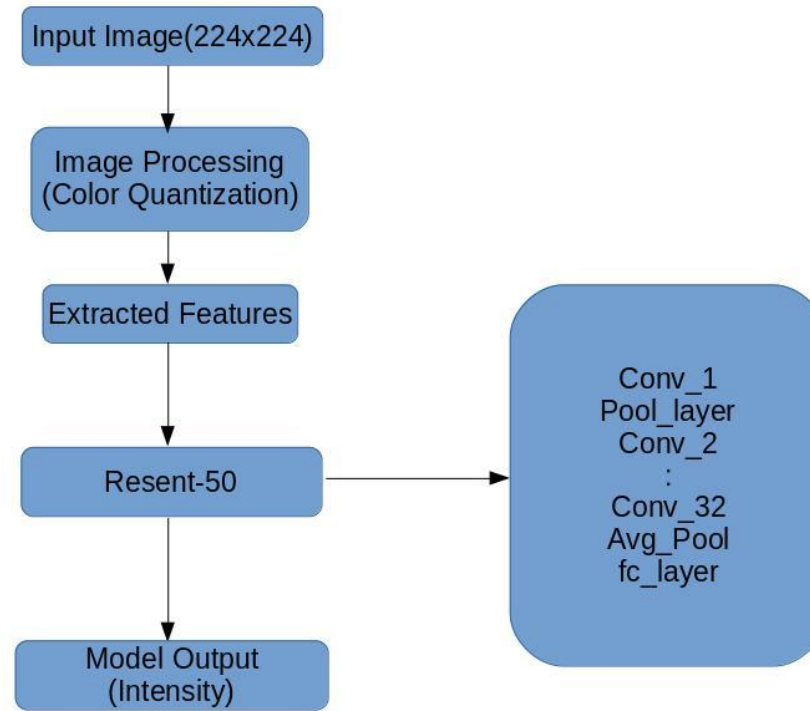 Input Image(224x224)
Image Processing
(Color Quantization)
Extracted Features
Resent-50
Model Output
(Intensity)
Conv_1
Pool_layer
Conv_2
:
Conv_32
Avg_Pool
fc_layer